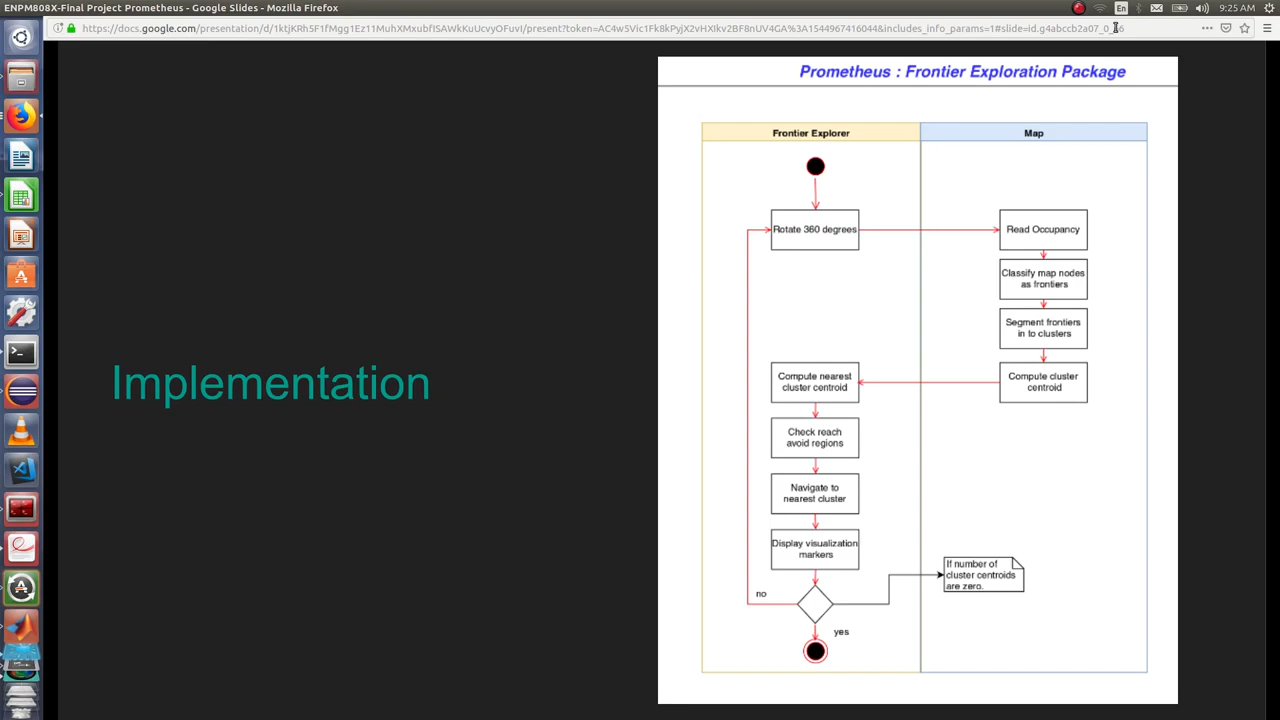 ENPM808X-Final Project Prometheus - Google Slides - Mozilla Firefox
En
9:25 AM
Prometheus : Frontier Exploration Package
Frontier Explorer
Map
Rotate 360 degrees
Read Occupancy
Classify map nodes
as frontiers
Segment frontiers
in to clusters
Compute nearest
cluster centroid
Compute cluster
centroid
Implementation
Check reach
avoid regions
Navigate to
nearest cluster
Display visualization
markers
If number of
cluster centroids
are zero.
no
yes